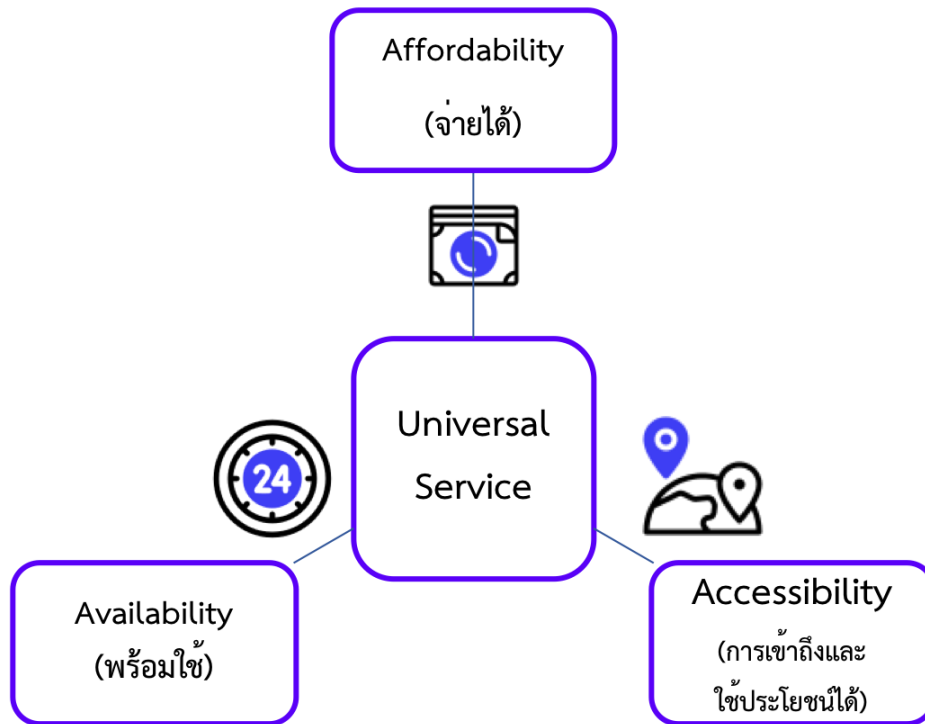 Affordability
(จ่ายได้)
Universal
Service
24
Availability
(พร้อมใช้)
Accessibility
(การเข้าถึงและ
ใช้ประโยชน์ได้)